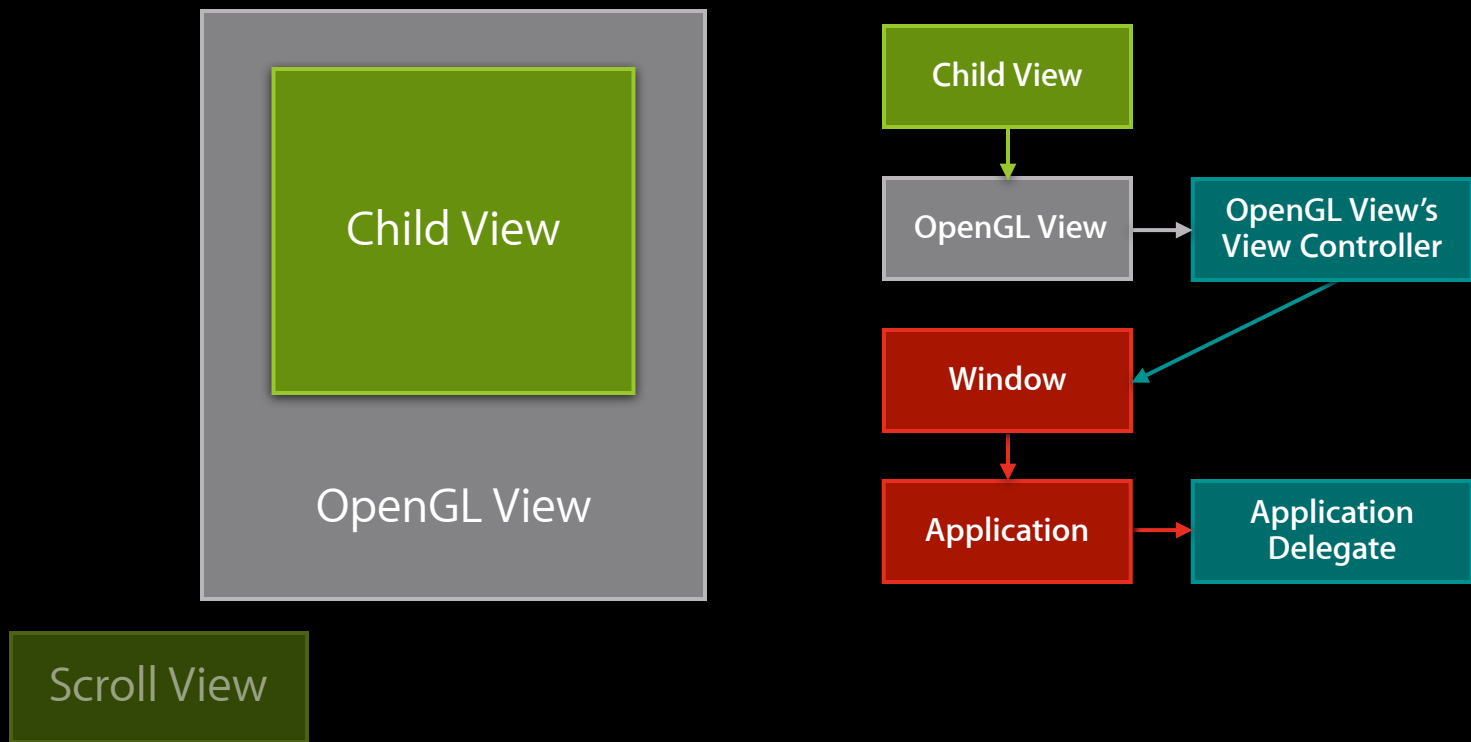 Child View
OpenGL View
Scroll View
Child View
OpenGL View
OpenGL View’s
View Controller
Window
Application
Application
Delegate